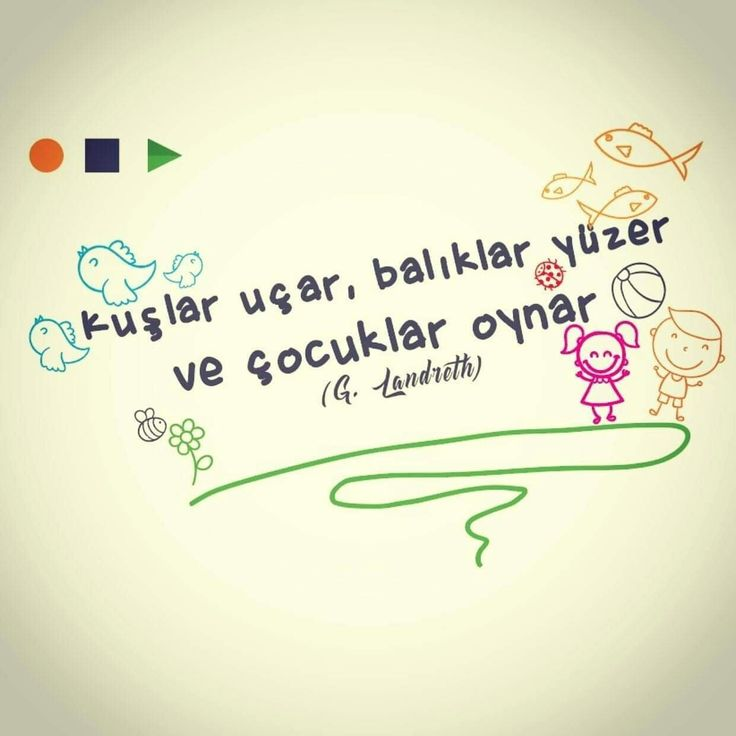 Kuşlar uçar, balıklar yüzer
ve çocuklar oynar
(G. Landreth)